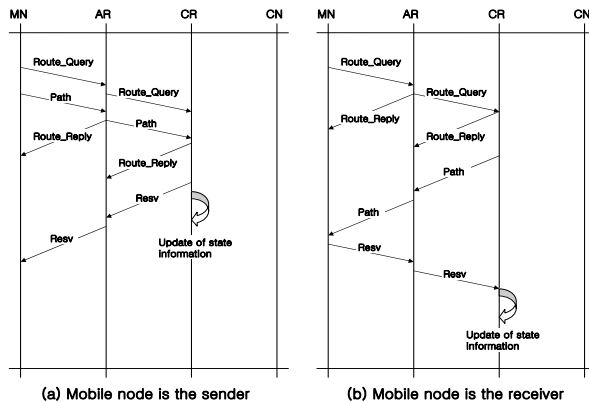 MN AR CR CN
Route_Query
Route_Query
Path
Path
Route_Reply
Route_Reply
Resv
Resv
Update of state
information
(a) Mobile node is the sender
MN AR CR CN
Route_Query
Route_Query
Route_Reply
Route_Reply
Path
Path
Resv
Resv
Update of state
information
(b) Mobile node is the receiver